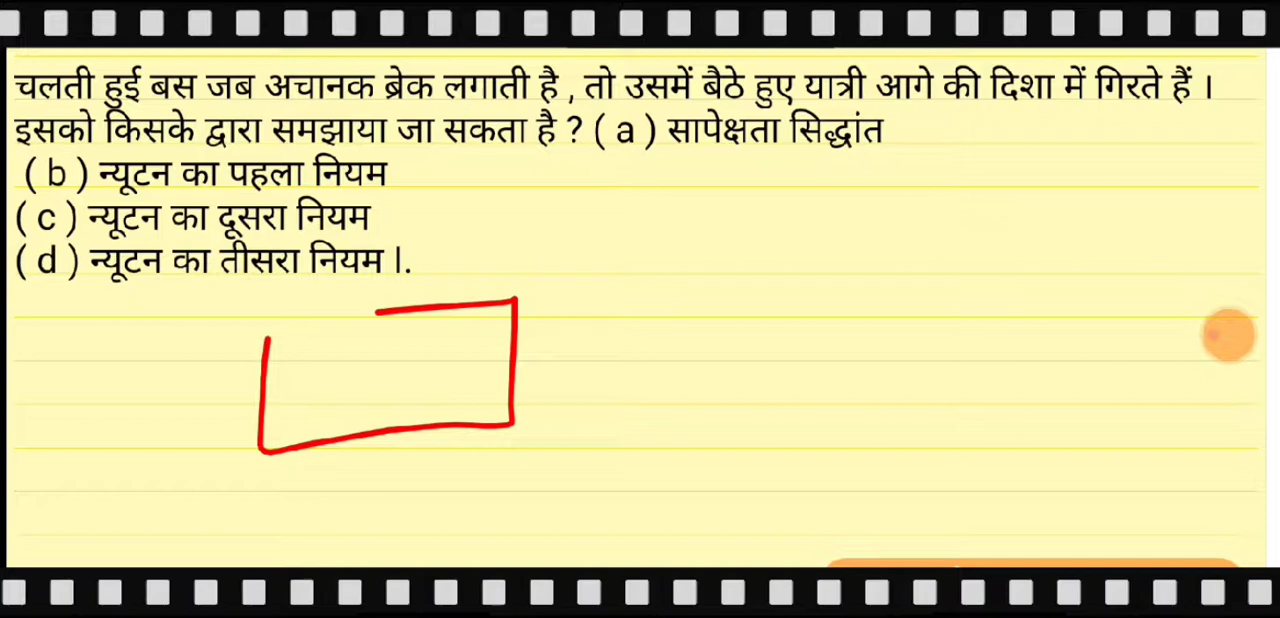 चलती हुई बस जब अचानक ब्रेक लगाती है , तो उसमें बैठे हुए यात्री आगे की दिशा में गिरते हैं ।
इसको किसके द्वारा समझाया जा सकता है ? ( a ) सापेक्षता सिद्धांत
( b ) न्यूटन का पहला नियम
( c ) न्यूटन का दूसरा नियम
( d ) न्यूटन का तीसरा नियम ।.